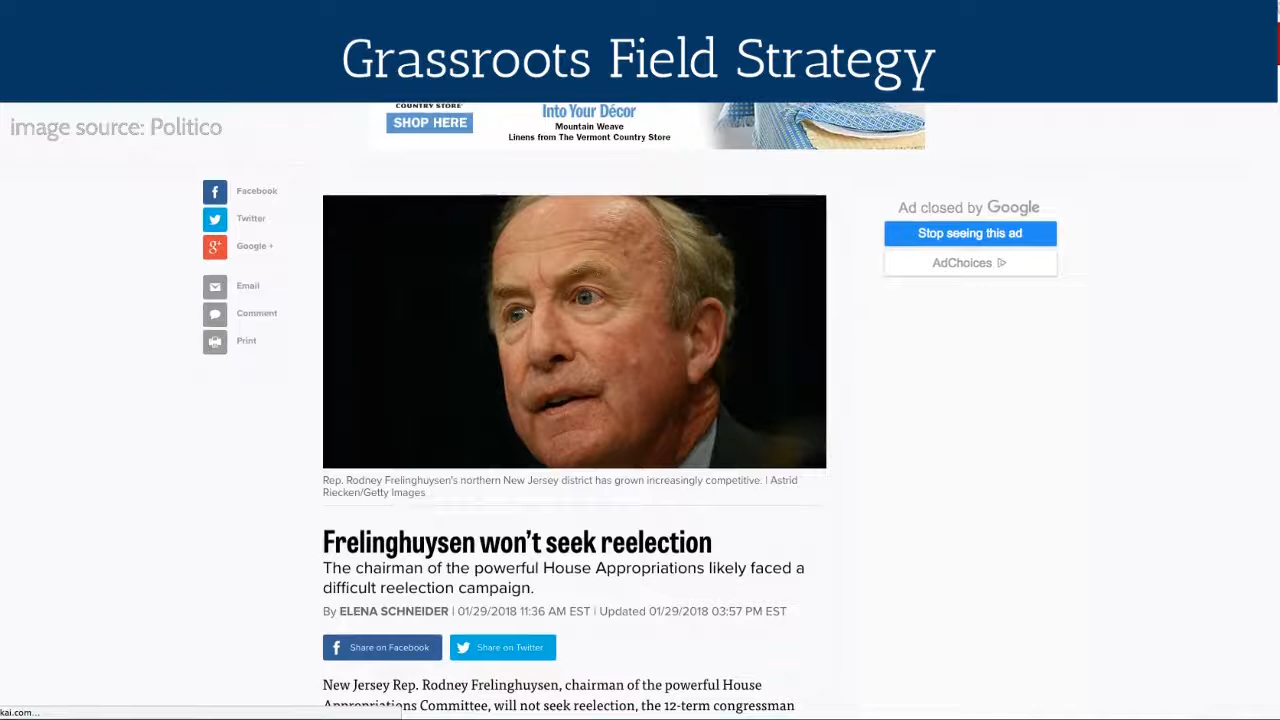 Grassroots Field Strategy
COUNTRY STORE
SHOP HERE
Into Your Décor
Mountain Weave
Linens from The Vermont Country Store
image source: Politico
Facebook
Twitter
Google +
Email
Comment
Print
Ad closed by Google
Stop seeing this ad
AdChoices
Rep. Rodney Frelinghuysen's northern New Jersey district has grown increasingly competitive. | Astrid
Riecken/Getty Images
Frelinghuysen won't seek reelection
The chairman of the powerful House Appropriations likely faced a
difficult reelection campaign.
By ELENA SCHNEIDER | 01/29/2018 11:36 AM EST | Updated 01/29/2018 03:57 PM EST
Share on Facebook
Share on Twitter
New Jersey Rep. Rodney Frelinghuysen, chairman of the powerful House
Appropriations Committee, will not seek reelection, the 12-term congressman
kai.com...